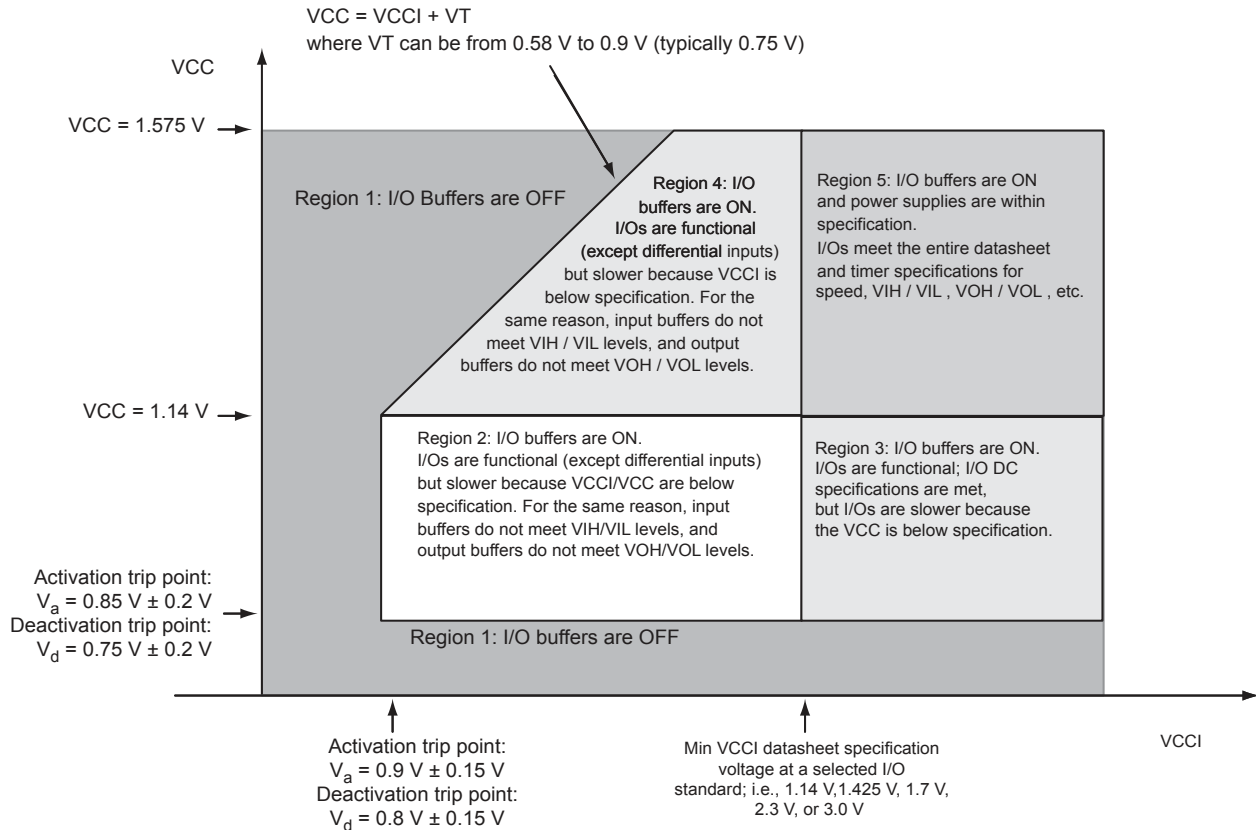 VCC = VCCI + VT
where VT can be from 0.58 V to 0.9 V (typically 0.75 V)
VCC
VCC = 1.575 V
Region 1: I/O Buffers are OFF
Region 4: I/O
buffers are ON.
I/Os are functional
(except differential inputs)
but slower because VCCI is
below specification. For the
same reason, input buffers do not
meet VIH / VIL levels, and output
buffers do not meet VOH / VOL levels.
Region 5: I/O buffers are ON
and power supplies are within
specification.
I/Os meet the entire datasheet
and timer specifications for
speed, VIH / VIL , VOH / VOL , etc.
VCC = 1.14 V
Region 2: I/O buffers are ON.
I/Os are functional (except differential inputs)
but slower because VCCI/VCC are below
specification. For the same reason, input
buffers do not meet VIH/VIL levels, and
output buffers do not meet VOH/VOL levels.
Region 3: I/O buffers are ON.
I/Os are functional; I/O DC
specifications are met,
but I/Os are slower because
the VCC is below specification.
Activation trip point:
Va = 0.85 V ± 0.2 V
Deactivation trip point:
Vd = 0.75 V ± 0.2 V
Region 1: I/O buffers are OFF
Activation trip point:
Va = 0.9 V ± 0.15 V
Deactivation trip point:
Vd = 0.8 V ± 0.15 V
Min VCCI datasheet specification
voltage at a selected I/O
standard; i.e., 1.14 V,1.425 V, 1.7 V,
2.3 V, or 3.0 V
VCCI